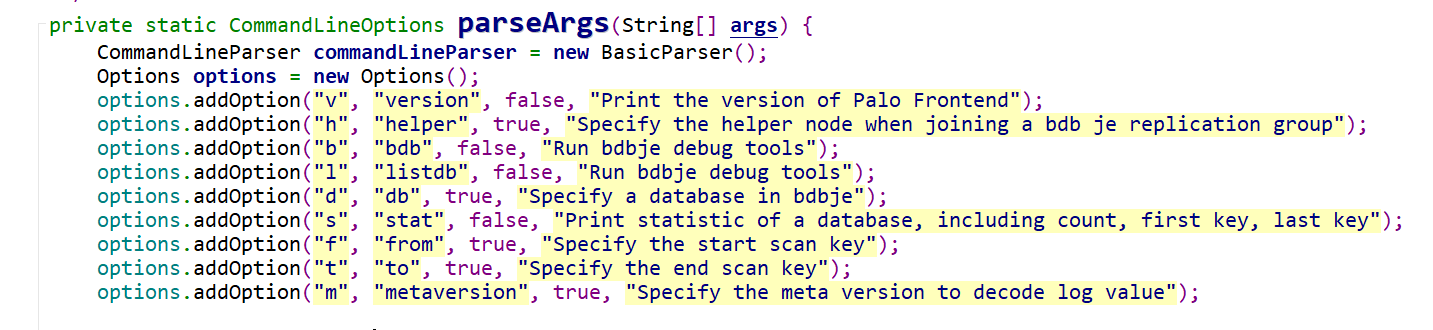 private static CommandLineOptions parseArgs(String[] args) {
    CommandLineParser commandLineParser = new BasicParser();
    Options options = new Options();
    options.addOption("v", "version", false, "Print the version of Palo Frontend");
    options.addOption("h", "helper", true, "Specify the helper node when joining a bdb je replication group");
    options.addOption("b", "bdb", false, "Run bdbje debug tools");
    options.addOption("l", "listdb", false, "Run bdbje debug tools");
    options.addOption("d", "db", true, "Specify a database in bdbje");
    options.addOption("s", "stat", false, "Print statistic of a database, including count, first key, last key");
    options.addOption("f", "from", true, "Specify the start scan key");
    options.addOption("t", "to", true, "Specify the end scan key");
    options.addOption("m", "metaversion", true, "Specify the meta version to decode log value");